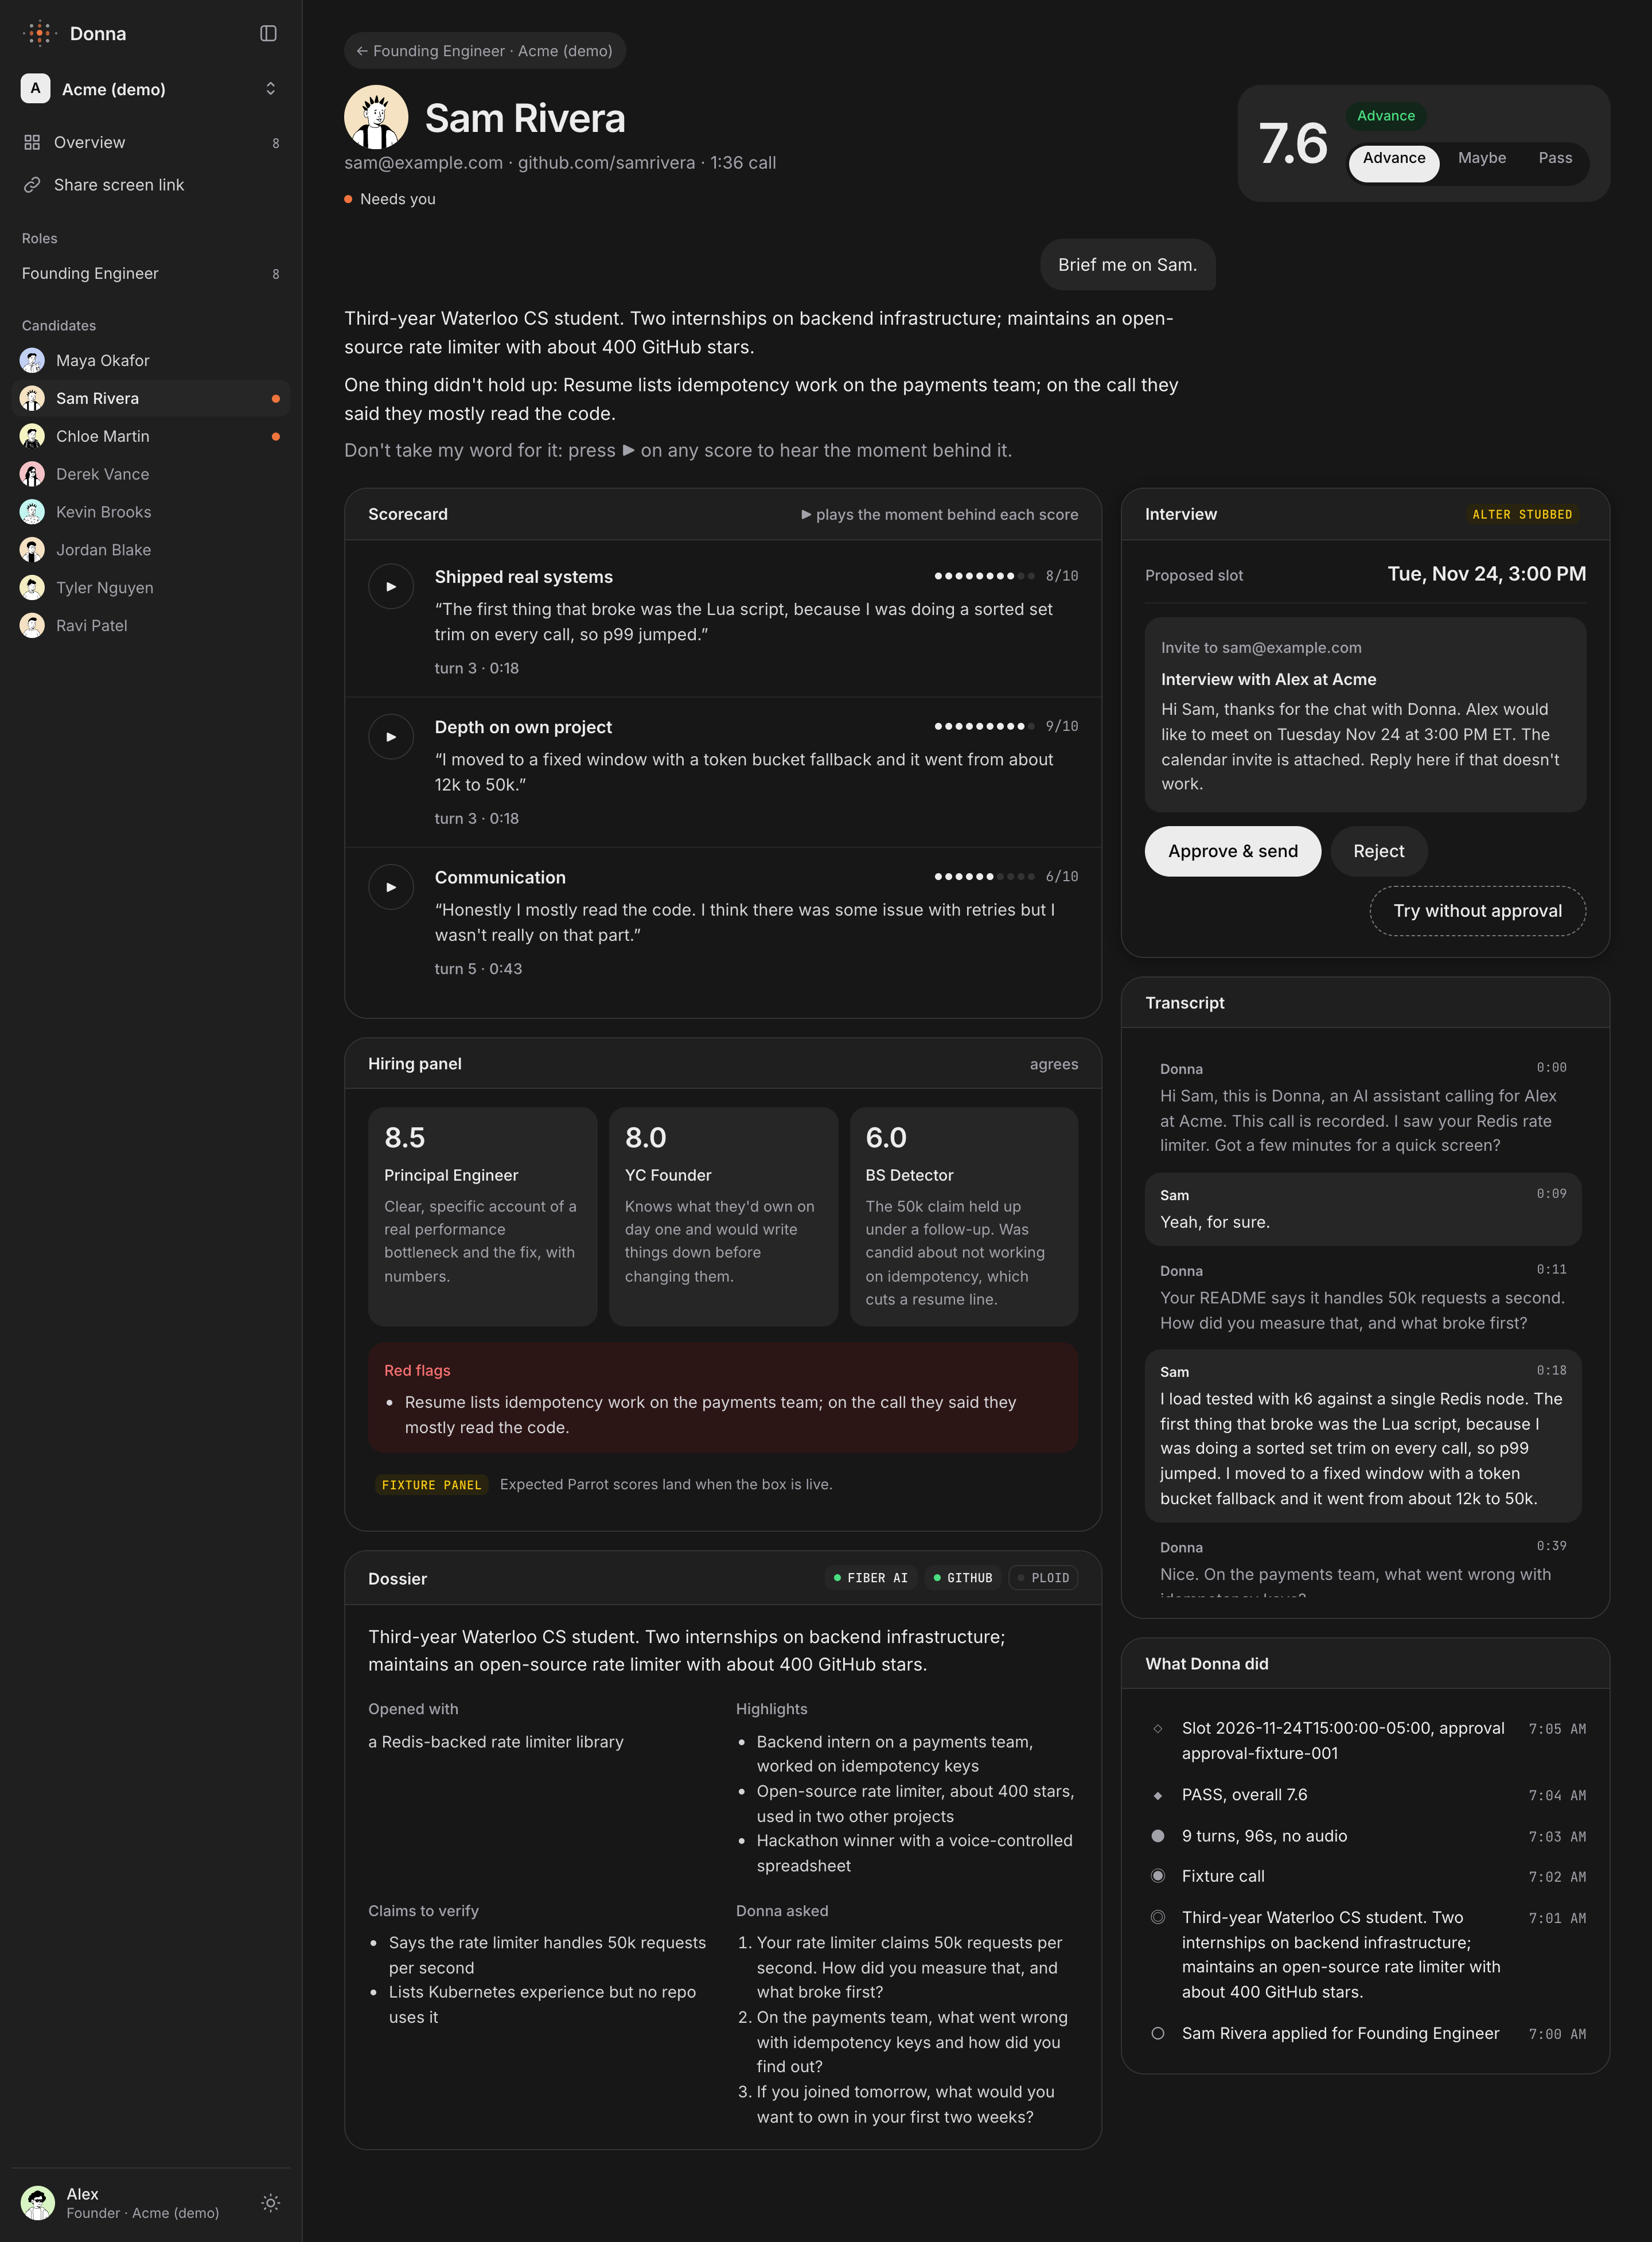 Donna
A Acme (demo)
Overview 8
Share screen link
Roles
Founding Engineer 8
Candidates
Maya Okafor
Sam Rivera
Chloe Martin
Derek Vance
Kevin Brooks
Jordan Blake
Tyler Nguyen
Ravi Patel
Alex
Founder · Acme (demo)
← Founding Engineer · Acme (demo)
Sam Rivera
sam@example.com · github.com/samrivera · 1:36 call
Needs you
7.6
Advance
Advance Maybe Pass
Brief me on Sam.
Third-year Waterloo CS student. Two internships on backend infrastructure; maintains an open-
source rate limiter with about 400 GitHub stars.
One thing didn't hold up: Resume lists idempotency work on the payments team; on the call they
said they mostly read the code.
Don't take my word for it: press ▶ on any score to hear the moment behind it.
Scorecard ▶ plays the moment behind each score
Shipped real systems 8/10
“The first thing that broke was the Lua script, because I was doing a sorted set
trim on every call, so p99 jumped.”
turn 3 · 0:18
Depth on own project 9/10
“I moved to a fixed window with a token bucket fallback and it went from about
12k to 50k.”
turn 3 · 0:18
Communication 6/10
“Honestly I mostly read the code. I think there was some issue with retries but I
wasn't really on that part.”
turn 5 · 0:43
Hiring panel agrees
8.5
Principal Engineer
Clear, specific account of a
real performance
bottleneck and the fix, with
numbers.
8.0
YC Founder
Knows what they'd own on
day one and would write
things down before
changing them.
6.0
BS Detector
The 50k claim held up
under a follow-up. Was
candid about not working
on idempotency, which
cuts a resume line.
Red flags
• Resume lists idempotency work on the payments team; on the call they said they
mostly read the code.
FIXTURE PANEL Expected Parrot scores land when the box is live.
Dossier FIBER AI GITHUB PLOID
Third-year Waterloo CS student. Two internships on backend infrastructure;
maintains an open-source rate limiter with about 400 GitHub stars.
Opened with
a Redis-backed rate limiter library
Highlights
• Backend intern on a payments team,
worked on idempotency keys
• Open-source rate limiter, about 400 stars,
used in two other projects
• Hackathon winner with a voice-controlled
spreadsheet
Claims to verify
• Says the rate limiter handles 50k requests
per second
• Lists Kubernetes experience but no repo
uses it
Donna asked
1. Your rate limiter claims 50k requests per
second. How did you measure that, and
what broke first?
2. On the payments team, what went wrong
with idempotency keys and how did you
find out?
3. If you joined tomorrow, what would you
want to own in your first two weeks?
Interview ALTER STUBBED
Proposed slot Tue, Nov 24, 3:00 PM
Invite to sam@example.com
Interview with Alex at Acme
Hi Sam, thanks for the chat with Donna. Alex would
like to meet on Tuesday Nov 24 at 3:00 PM ET. The
calendar invite is attached. Reply here if that doesn't
work.
Approve & send Reject
Try without approval
Transcript
Donna 0:00
Hi Sam, this is Donna, an AI assistant calling for Alex
at Acme. This call is recorded. I saw your Redis rate
limiter. Got a few minutes for a quick screen?
Sam 0:09
Yeah, for sure.
Donna 0:11
Your README says it handles 50k requests a second.
How did you measure that, and what broke first?
Sam 0:18
I load tested with k6 against a single Redis node. The
first thing that broke was the Lua script, because I
was doing a sorted set trim on every call, so p99
jumped. I moved to a fixed window with a token
bucket fallback and it went from about 12k to 50k.
Donna 0:39
Nice. On the payments team, what went wrong with
idempotency keys?
What Donna did
Slot 2026-11-24T15:00:00-05:00, approval 7:05 AM
approval-fixture-001
PASS, overall 7.6 7:04 AM
9 turns, 96s, no audio 7:03 AM
Fixture call 7:02 AM
Third-year Waterloo CS student. Two 7:01 AM
internships on backend infrastructure;
maintains an open-source rate limiter with
about 400 GitHub stars.
Sam Rivera applied for Founding Engineer 7:00 AM